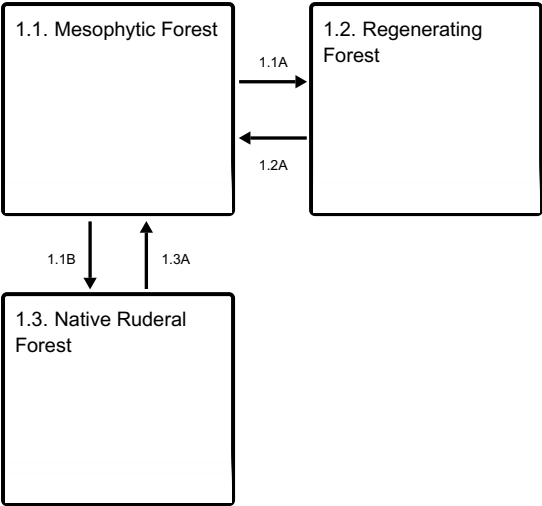 1.1. Mesophytic Forest
1.2. Regenerating
Forest
1.1A
1.2A
1.1B
1.3A
1.3. Native Ruderal
Forest